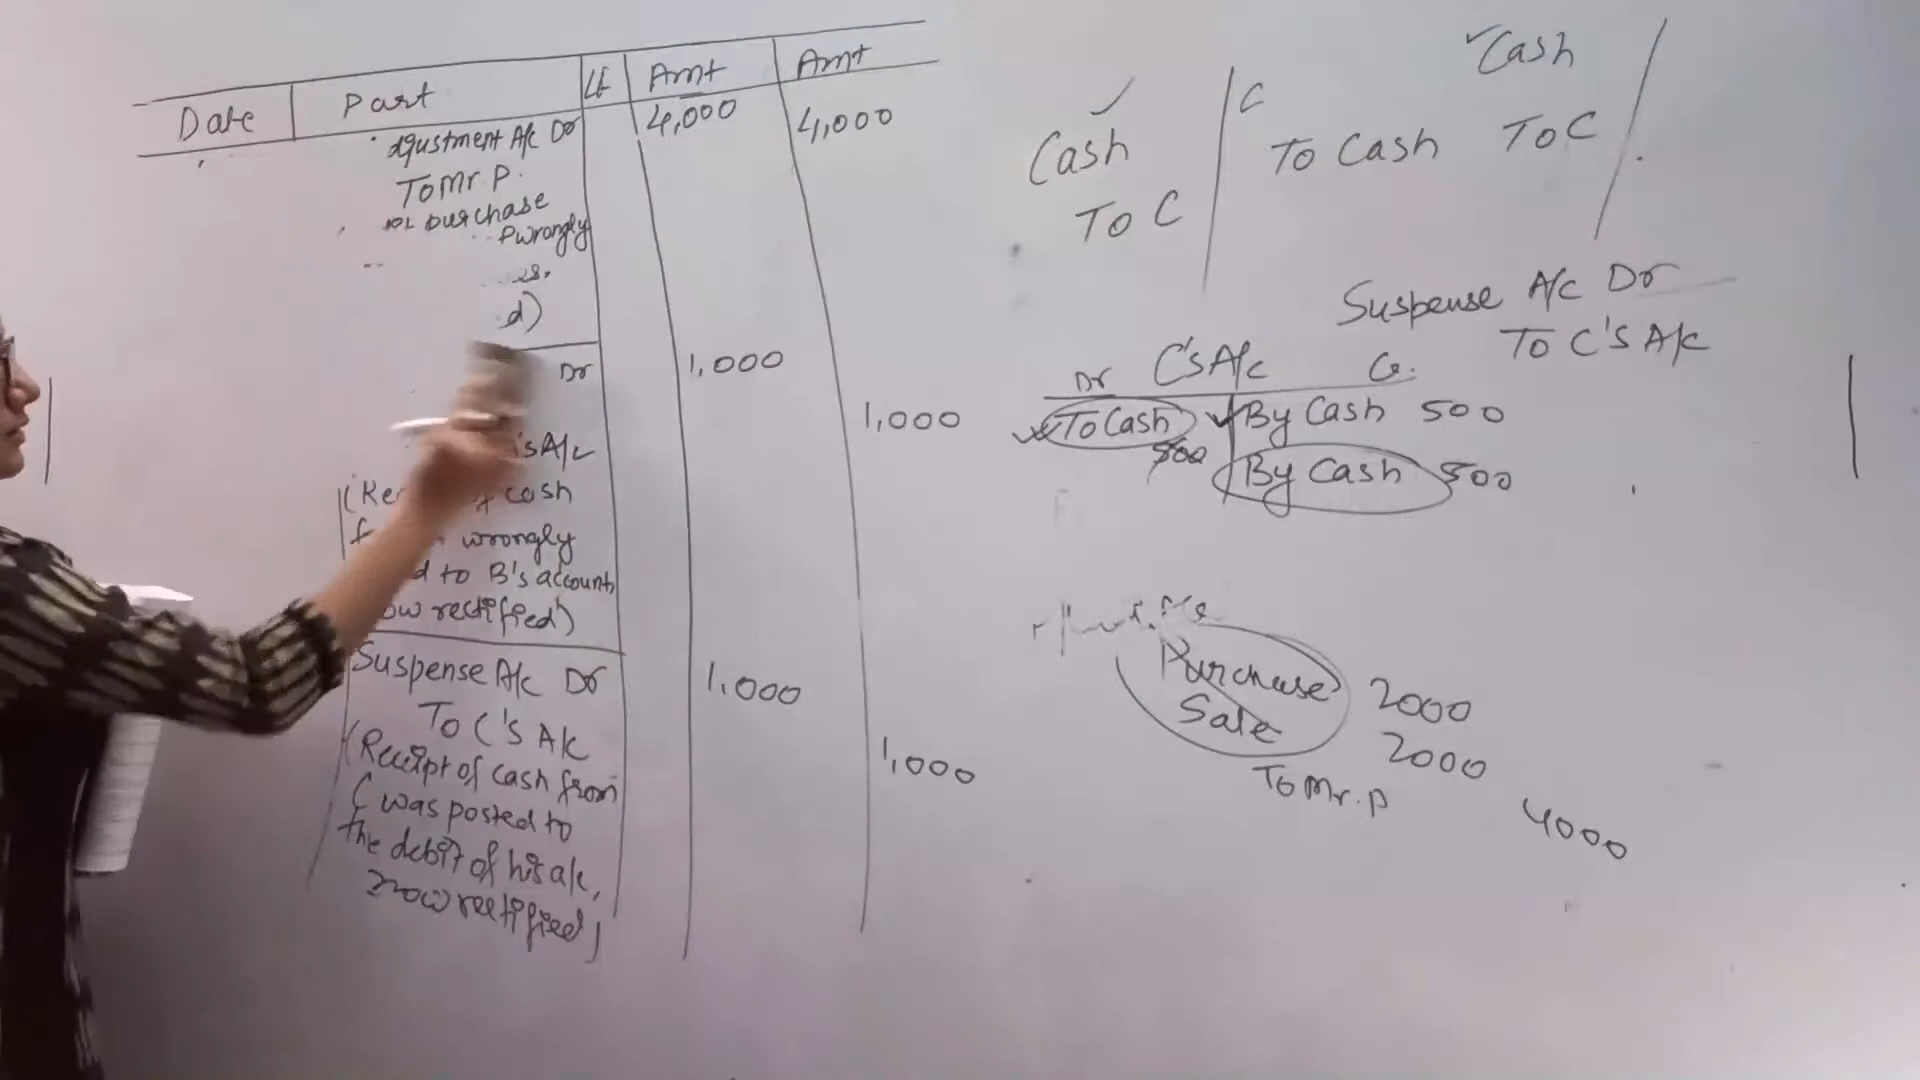 Date Part LF Amt Amt
djustment A/c Dr 4,000 4,000
To Mr. P.
purchase
wrongly
d)
Dr 1,000
1,000
's A/c
cash
wrongly
d to B's account
ow rectified)
Suspense A/c Dr 1,000
To C's A/c
1,000
(Receipt of cash from
C was posted to
the debit of his a/c,
now rectified)
Cash
To C
C
To Cash
Cash
To C
Suspense A/c Dr
To C's A/c
Dr C's A/c Cr.
To Cash By Cash 500
500
By Cash 500
Purchase 2000
Sale 2000
To Mr. P 4000